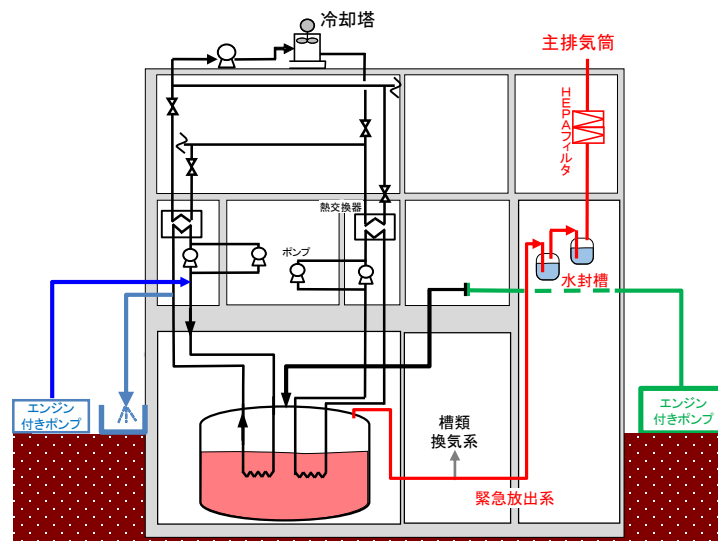 冷却塔
主排気筒
HEPAフィルタ
熱交換器
ポンプ
水封槽
エンジン
付きポンプ
エンジン
付きポンプ
槽類
換気系
緊急放出系